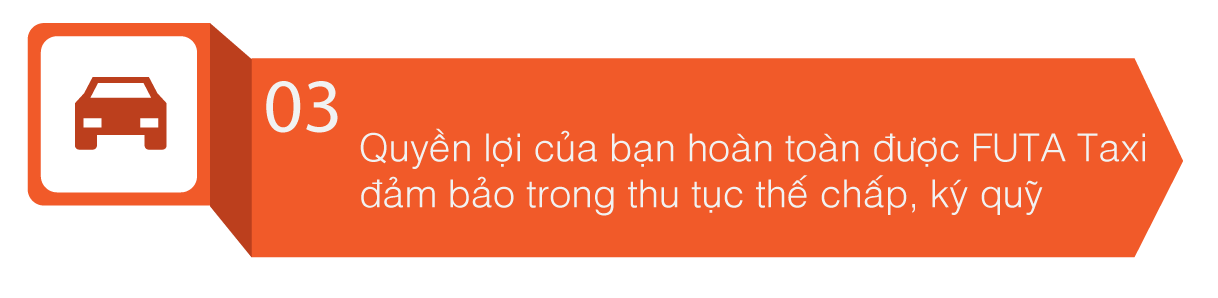 03
Quyền lợi của bạn hoàn toàn được FUTA Taxi
đảm bảo trong thu tục thế chấp, ký quỹ